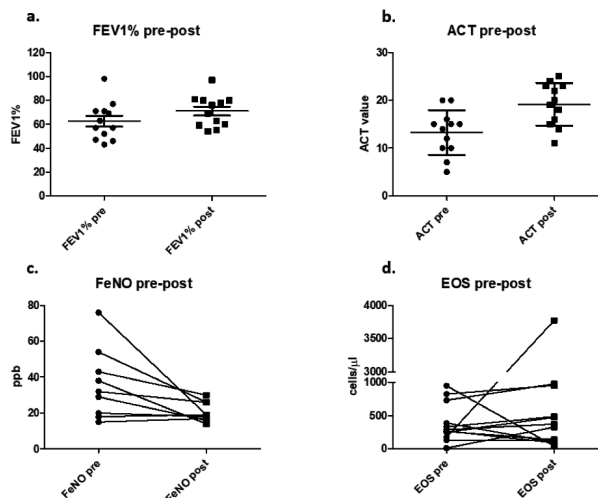 a.
FEV1% pre-post
120
100
80
60
40
20
0
FEV1%
FEV1% pre
FEV1% post
b.
ACT pre-post
30
20
10
0
ACT value
ACT pre
ACT post
c.
FeNO pre-post
80
60
40
20
0
ppb
FeNO pre
FeNO post
d.
EOS pre-post
4000
3500
3000
1000
500
0
cells/µl
EOS pre
EOS post